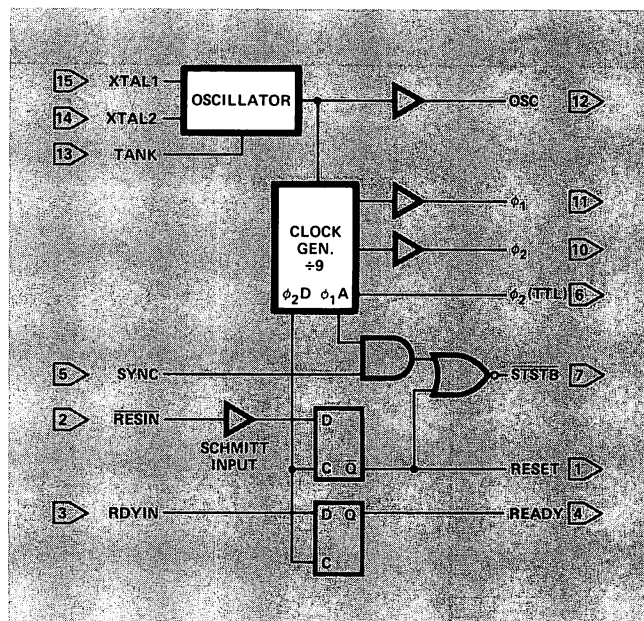 15 XTAL1
OSCILLATOR
OSC 12
14 XTAL2
13 TANK
ϕ1 11
CLOCK
GEN.
÷9
ϕ2 10
ϕ2D ϕ1A
ϕ2(TTL) 6
5 SYNC
STSTB 7
2 RESIN
D
SCHMITT
INPUT
C Q
RESET 1
3 RDYIN
D Q
READY 4
C